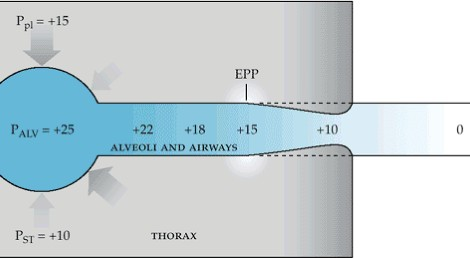 Ppl = +15
EPP
PALV = +25 +22 +18 +15 +10 0
ALVEOLI AND AIRWAYS
PST = +10
THORAX